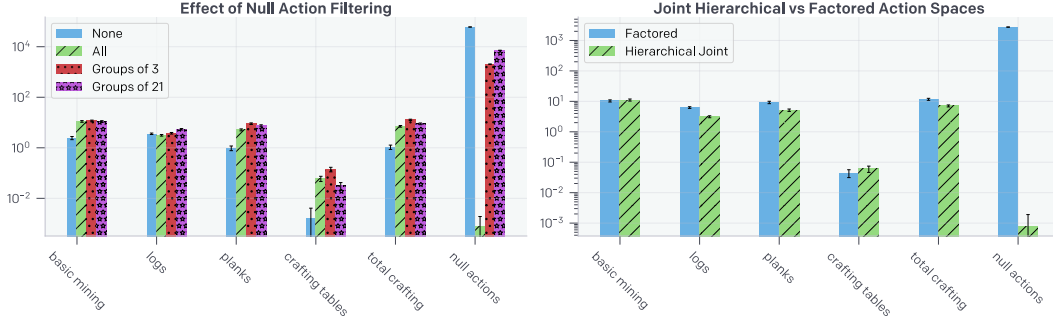 Effect of Null Action Filtering
None
All
Groups of 3
Groups of 21
10^4
10^2
10^0
10^-2
basic mining
logs
planks
crafting tables
total crafting
null actions
Joint Hierarchical vs Factored Action Spaces
Factored
Hierarchical Joint
10^3
10^2
10^1
10^0
10^-1
10^-2
10^-3
basic mining
logs
planks
crafting tables
total crafting
null actions